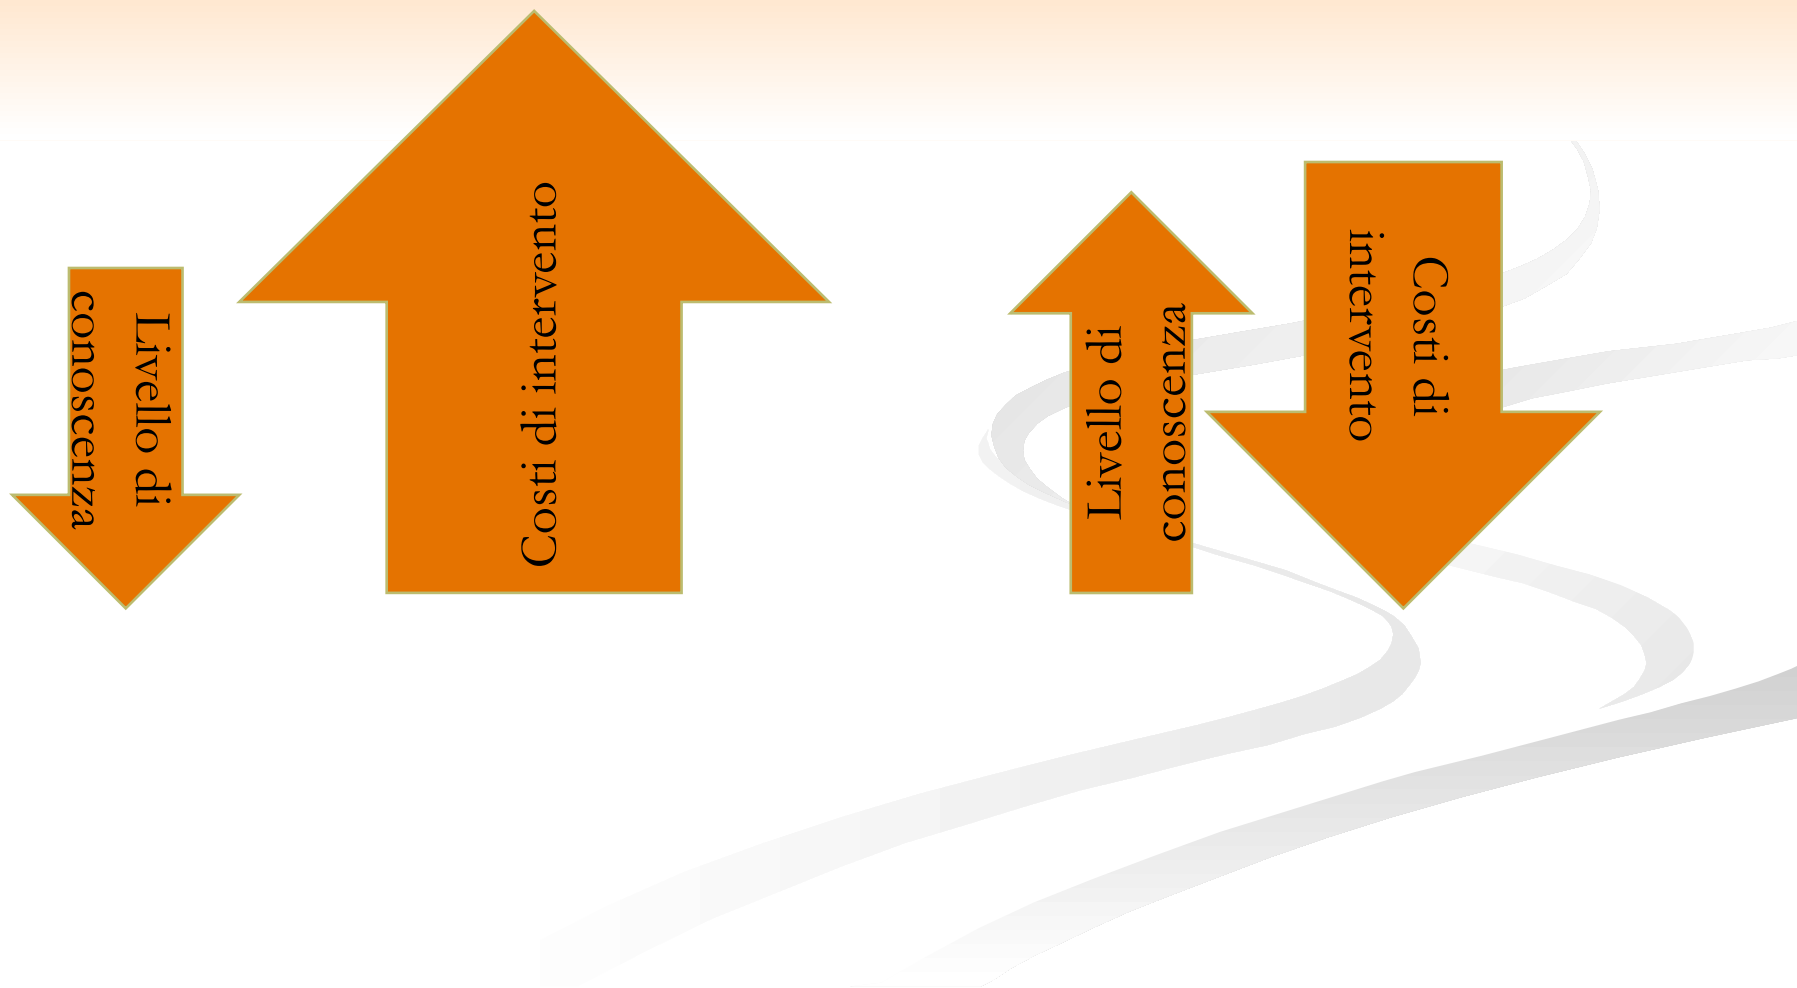 Livello di
conoscenza
Costi di intervento
Livello di
conoscenza
Costi di
intervento